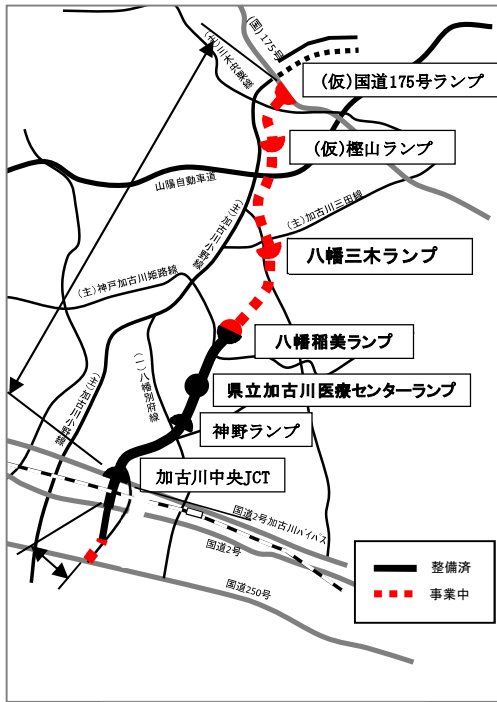 (国)175号
(主)三木宍粟線
(仮)国道175号ランプ
(仮)樫山ランプ
山陽自動車道
(主)加古川小野線
(主)加古川三田線
八幡三木ランプ
(主)神戸加古川姫路線
八幡稲美ランプ
(一)八幡別府線
県立加古川医療センターランプ
(主)加古川小野線
神野ランプ
加古川中央JCT
国道2号加古川バイパス
国道2号
国道250号
整備済
事業中